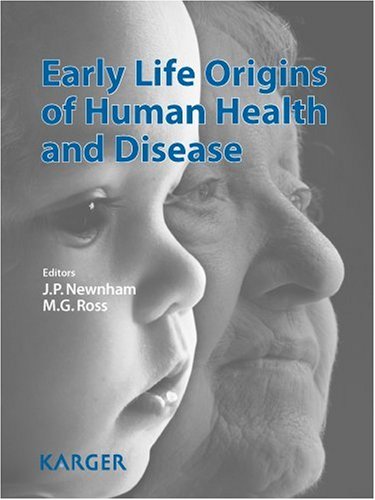 Early Life Origins
of Human Health
and Disease
Editors
J.P. Newnham
M.G. Ross
KARGER